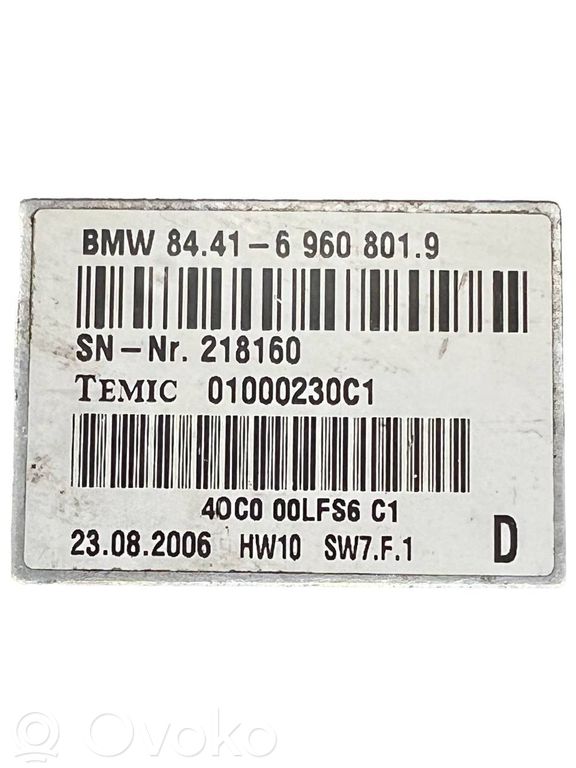 BMW 84.41-6 960 801.9
SN-Nr. 218160
TEMIC 01000230C1
40C0 00LFS6 C1
23.08.2006 HW10 SW7.F.1 D
Ovoko